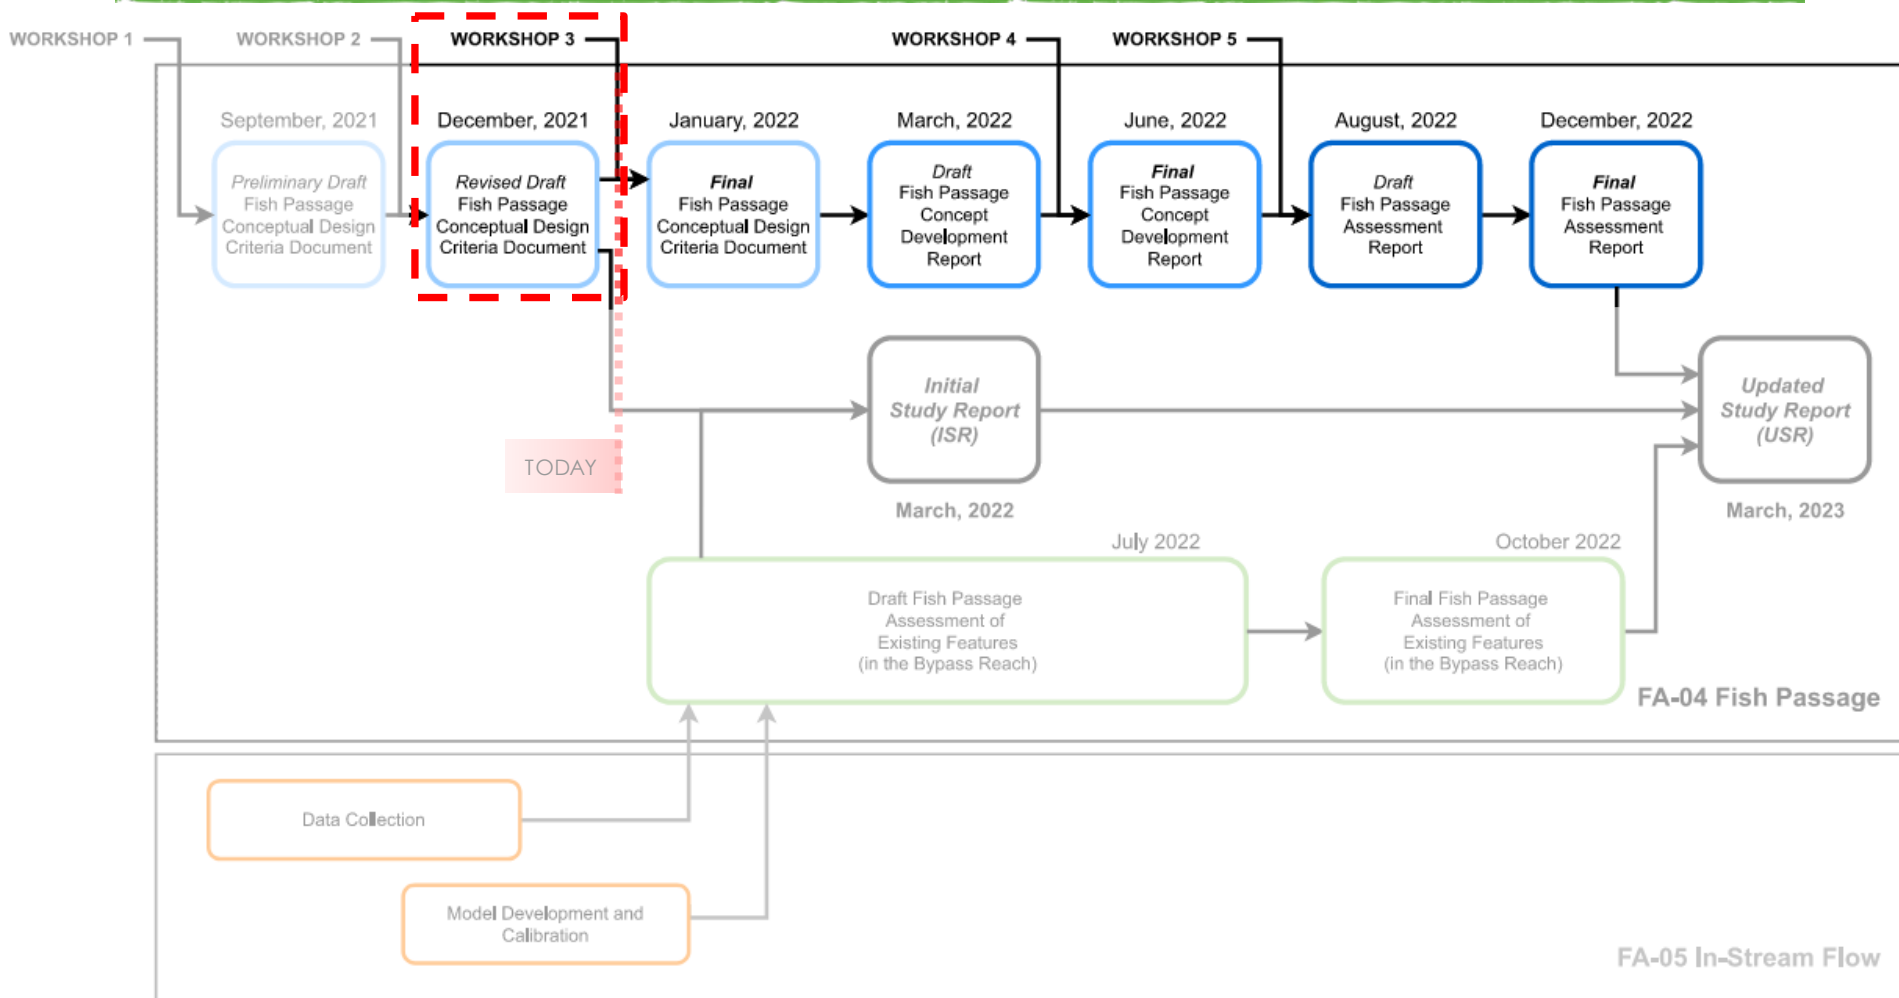 WORKSHOP 1
WORKSHOP 2
WORKSHOP 3
WORKSHOP 4
WORKSHOP 5
September, 2021
Preliminary Draft
Fish Passage
Conceptual Design
Criteria Document
December, 2021
Revised Draft
Fish Passage
Conceptual Design
Criteria Document
January, 2022
Final
Fish Passage
Conceptual Design
Criteria Document
March, 2022
Draft
Fish Passage
Concept
Development
Report
June, 2022
Final
Fish Passage
Concept
Development
Report
August, 2022
Draft
Fish Passage
Assessment
Report
December, 2022
Final
Fish Passage
Assessment
Report
TODAY
Initial
Study Report
(ISR)
March, 2022
Updated
Study Report
(USR)
March, 2023
July 2022
Draft Fish Passage
Assessment of
Existing Features
(in the Bypass Reach)
October 2022
Final Fish Passage
Assessment of
Existing Features
(in the Bypass Reach)
FA-04 Fish Passage
Data Collection
Model Development and
Calibration
FA-05 In-Stream Flow